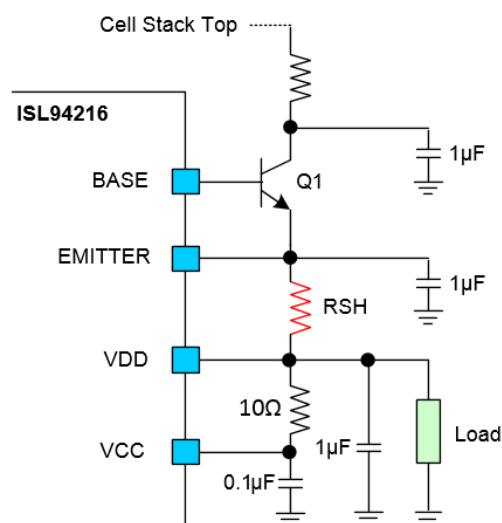 Cell Stack Top
ISL94216
1µF
BASE
Q1
EMITTER
1µF
RSH
VDD
10Ω
1µF
Load
VCC
0.1µF